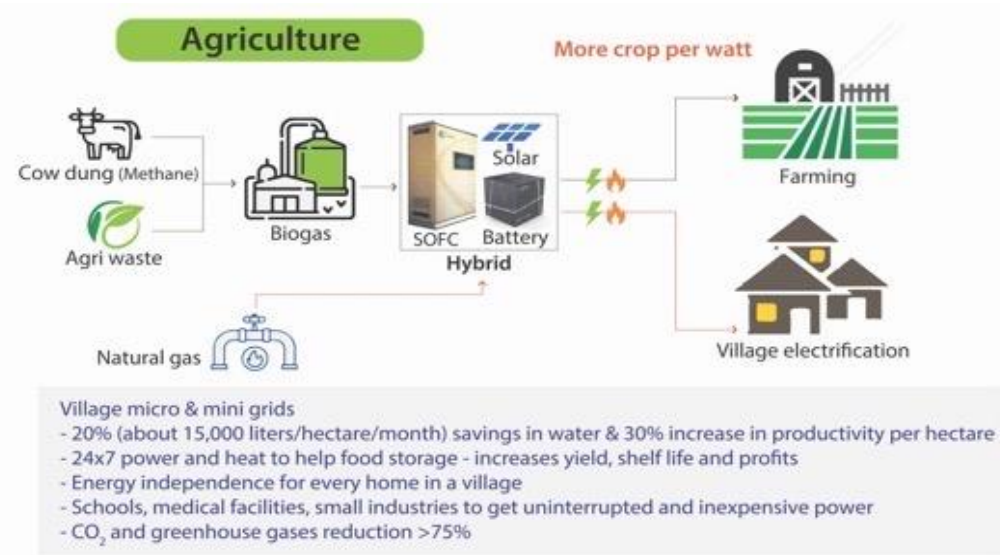 Agriculture
More crop per watt
Cow dung (Methane)
Agri waste
Biogas
Solar
SOFC
Battery
Hybrid
Farming
Village electrification
Natural gas
Village micro & mini grids
- 20% (about 15,000 liters/hectare/month) savings in water & 30% increase in productivity per hectare
- 24x7 power and heat to help food storage - increases yield, shelf life and profits
- Energy independence for every home in a village
- Schools, medical facilities, small industries to get uninterrupted and inexpensive power
- CO₂ and greenhouse gases reduction >75%